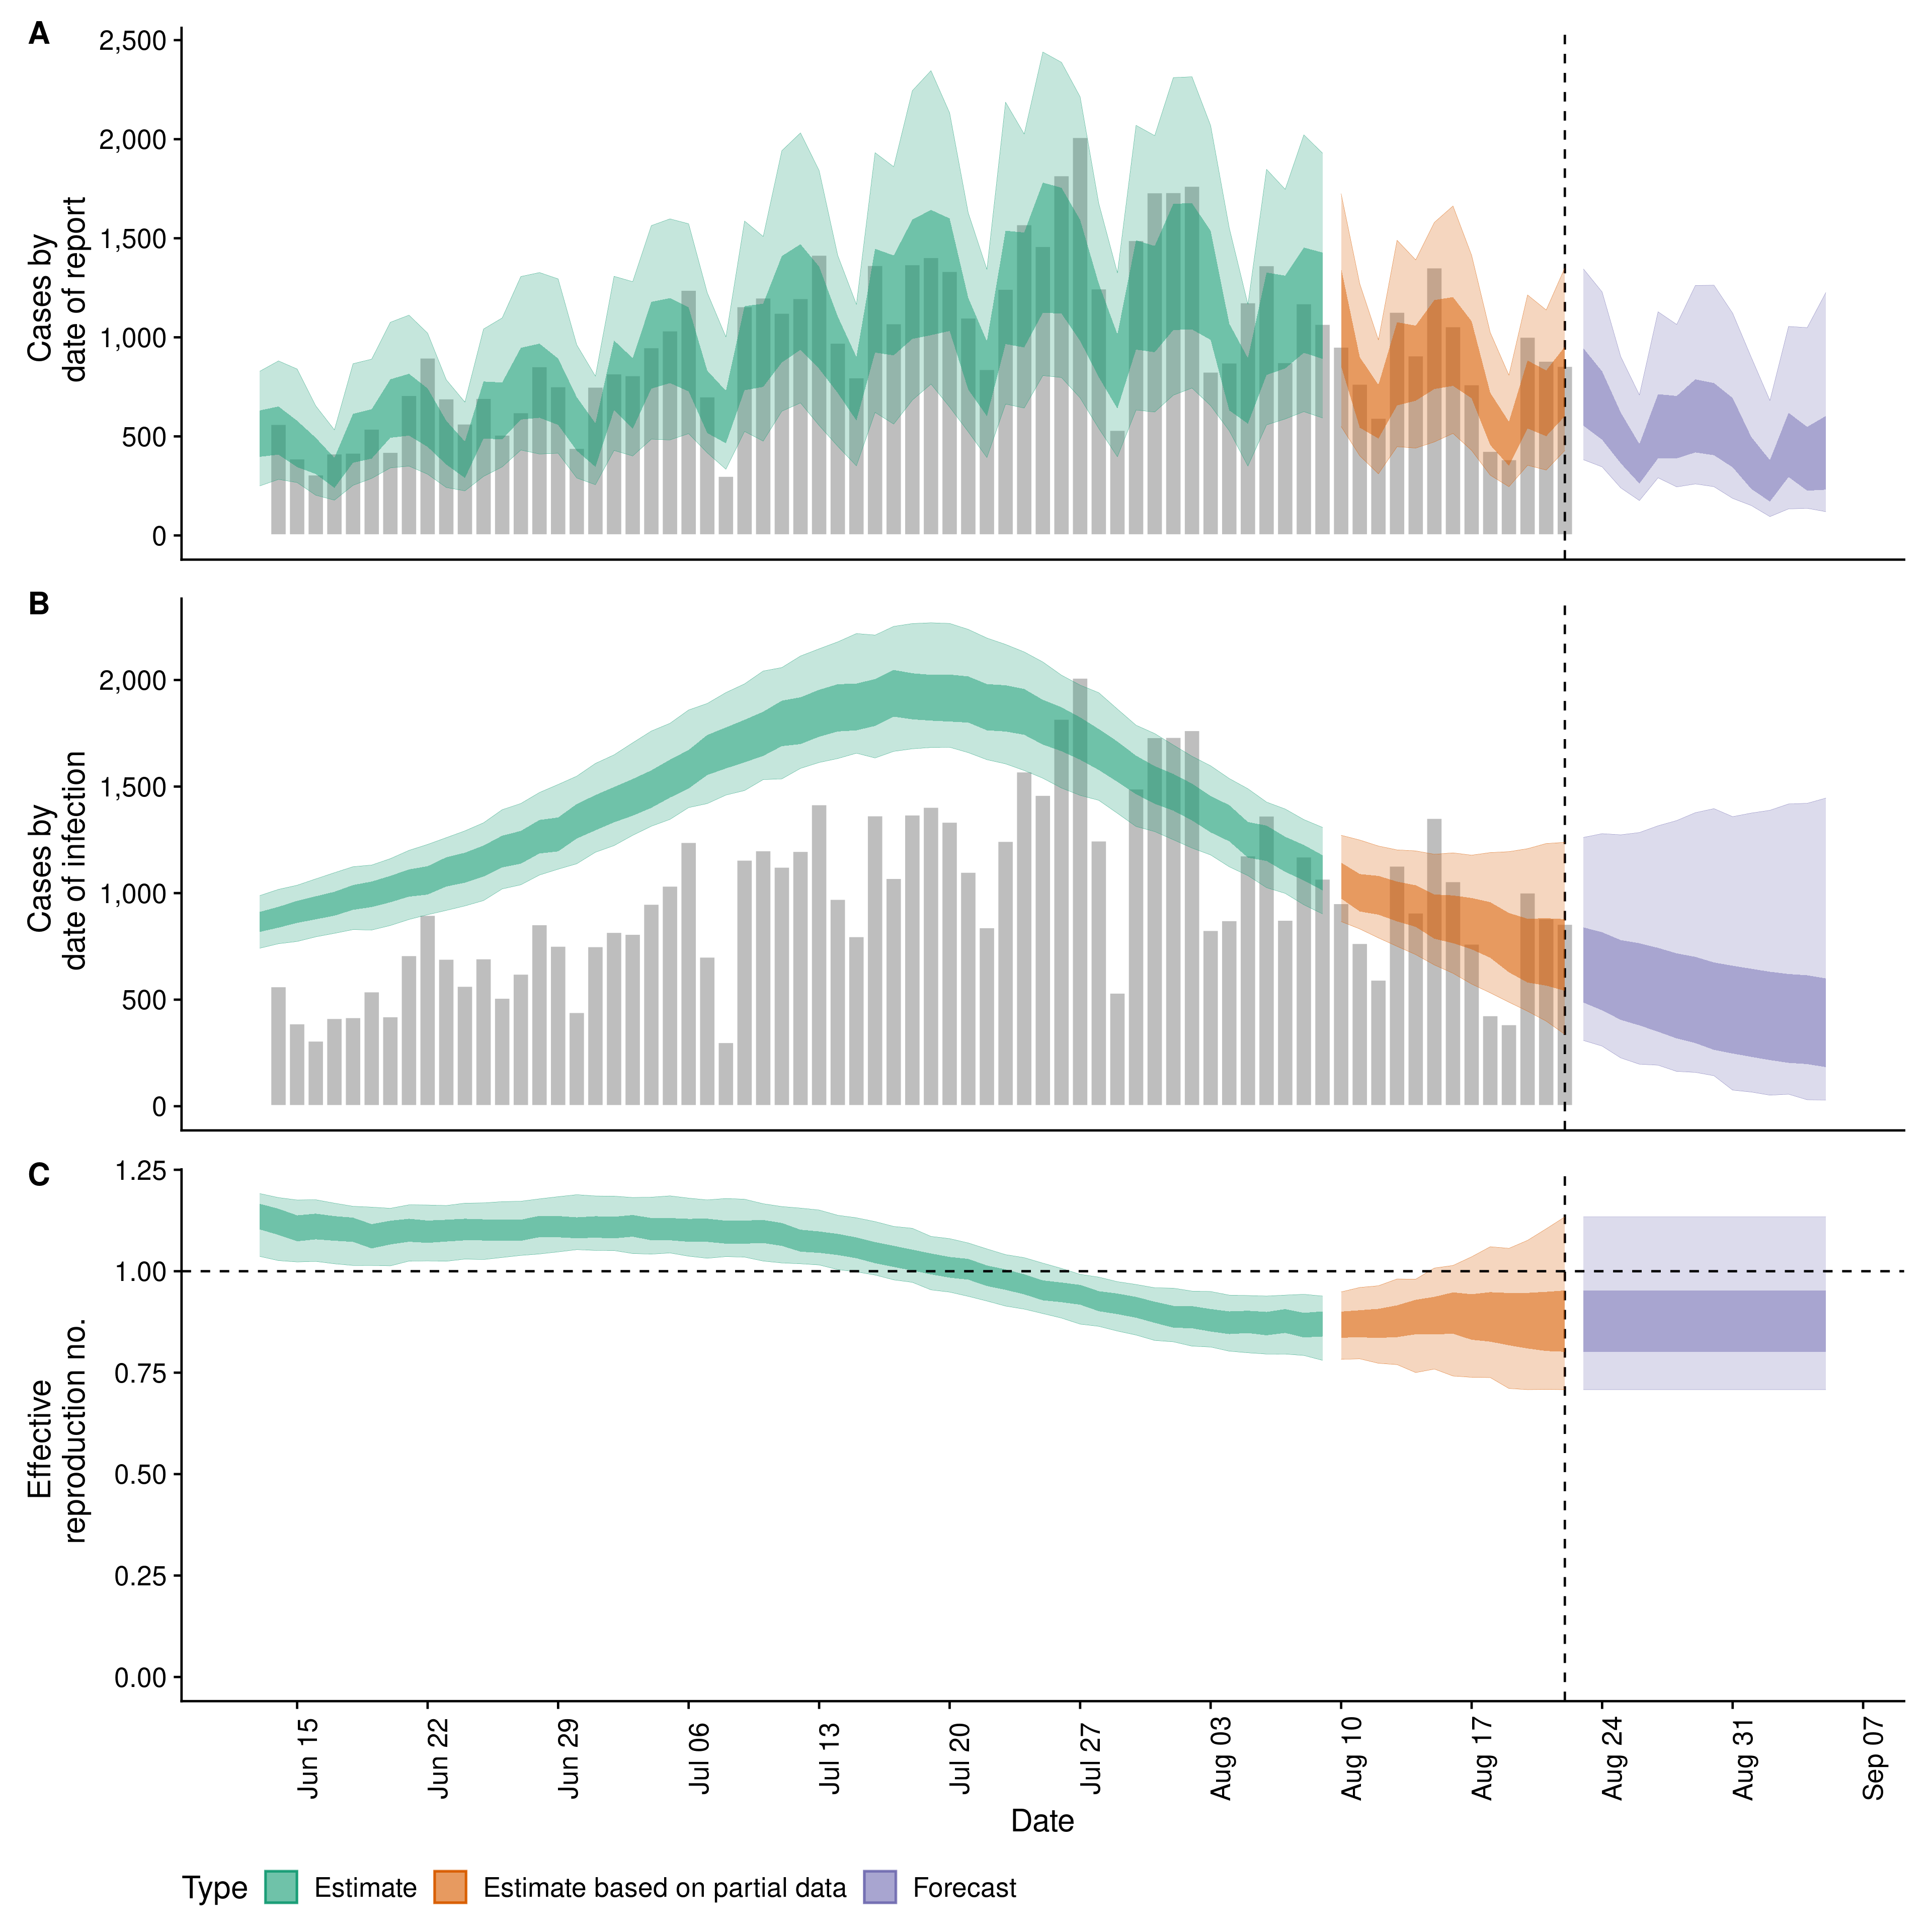 A
Cases by
date of report
2,500
2,000
1,500
1,000
500
0
B
Cases by
date of infection
2,000
1,500
1,000
500
0
C
Effective
reproduction no.
1.25
1.00
0.75
0.50
0.25
0.00
Jun 15
Jun 22
Jun 29
Jul 06
Jul 13
Jul 20
Jul 27
Aug 03
Aug 10
Aug 17
Aug 24
Aug 31
Sep 07
Date
Type Estimate Estimate based on partial data Forecast